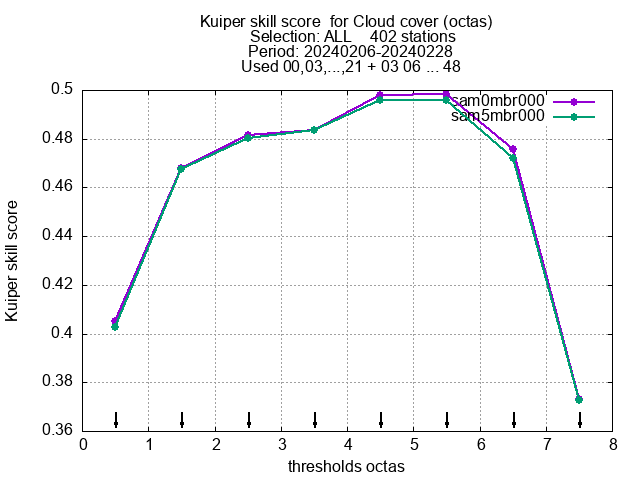 Kuiper skill score  for Cloud cover (octas)
Selection: ALL    402 stations
Period: 20240206-20240228
Used 00,03,...,21 + 03 06 ... 48
sam0mbr000
sam5mbr000
0.5
0.48
0.46
0.44
0.42
0.4
0.38
0.36
Kuiper skill score
0 1 2 3 4 5 6 7 8
thresholds octas